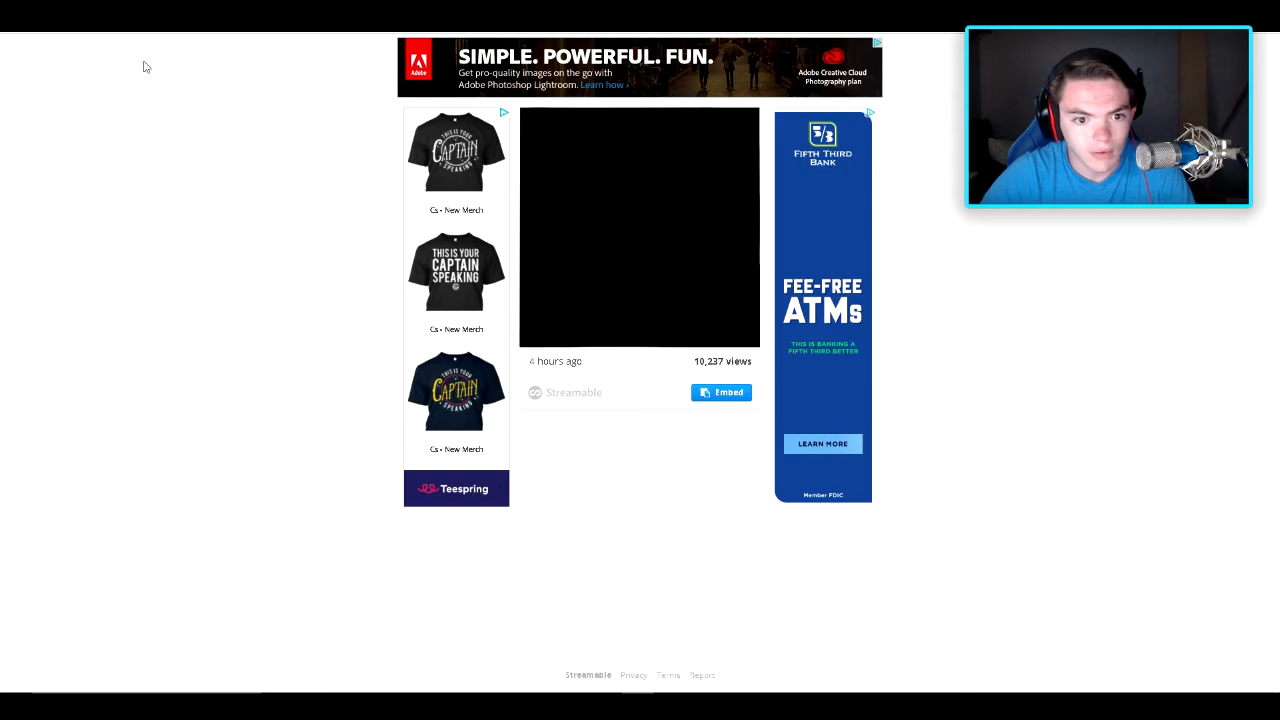 Adobe
SIMPLE. POWERFUL. FUN.
Get pro-quality images on the go with
Adobe Photoshop Lightroom. Learn how ›
Adobe Creative Cloud
Photography plan
THIS IS YOUR
CAPTAIN
SPEAKING
Cs - New Merch
THIS IS YOUR
CAPTAIN
SPEAKING
Cs - New Merch
THIS IS YOUR
CAPTAIN
SPEAKING
Cs - New Merch
Teespring
4 hours ago
10,237 views
Streamable
Embed
5/3
FIFTH THIRD
BANK
FEE-FREE
ATMs
THIS IS BANKING A
FIFTH THIRD BETTER
LEARN MORE
Member FDIC
Streamable Privacy Terms Report